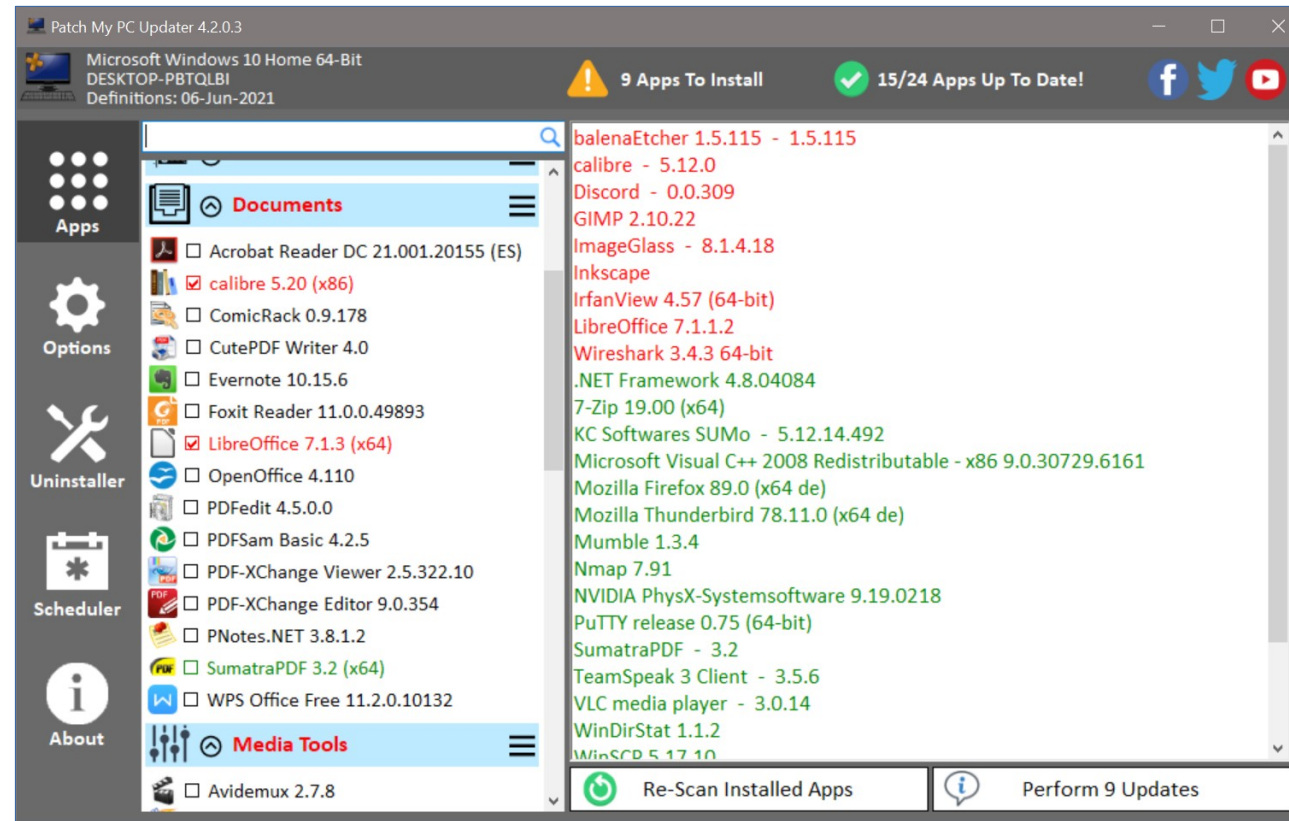 Patch My PC Updater 4.2.0.3
Microsoft Windows 10 Home 64-Bit
DESKTOP-PBTQLBI
Definitions: 06-Jun-2021
9 Apps To Install
15/24 Apps Up To Date!
Apps
Options
Uninstaller
Scheduler
About
Documents
Acrobat Reader DC 21.001.20155 (ES)
calibre 5.20 (x86)
ComicRack 0.9.178
CutePDF Writer 4.0
Evernote 10.15.6
Foxit Reader 11.0.0.49893
LibreOffice 7.1.3 (x64)
OpenOffice 4.110
PDFedit 4.5.0.0
PDFSam Basic 4.2.5
PDF-XChange Viewer 2.5.322.10
PDF-XChange Editor 9.0.354
PNotes.NET 3.8.1.2
SumatraPDF 3.2 (x64)
WPS Office Free 11.2.0.10132
Media Tools
Avidemux 2.7.8
balenaEtcher 1.5.115 - 1.5.115
calibre - 5.12.0
Discord - 0.0.309
GIMP 2.10.22
ImageGlass - 8.1.4.18
Inkscape
IrfanView 4.57 (64-bit)
LibreOffice 7.1.1.2
Wireshark 3.4.3 64-bit
.NET Framework 4.8.04084
7-Zip 19.00 (x64)
KC Softwares SUMo - 5.12.14.492
Microsoft Visual C++ 2008 Redistributable - x86 9.0.30729.6161
Mozilla Firefox 89.0 (x64 de)
Mozilla Thunderbird 78.11.0 (x64 de)
Mumble 1.3.4
Nmap 7.91
NVIDIA PhysX-Systemsoftware 9.19.0218
PuTTY release 0.75 (64-bit)
SumatraPDF - 3.2
TeamSpeak 3 Client - 3.5.6
VLC media player - 3.0.14
WinDirStat 1.1.2
WinSCP 5.17.10
Re-Scan Installed Apps
Perform 9 Updates